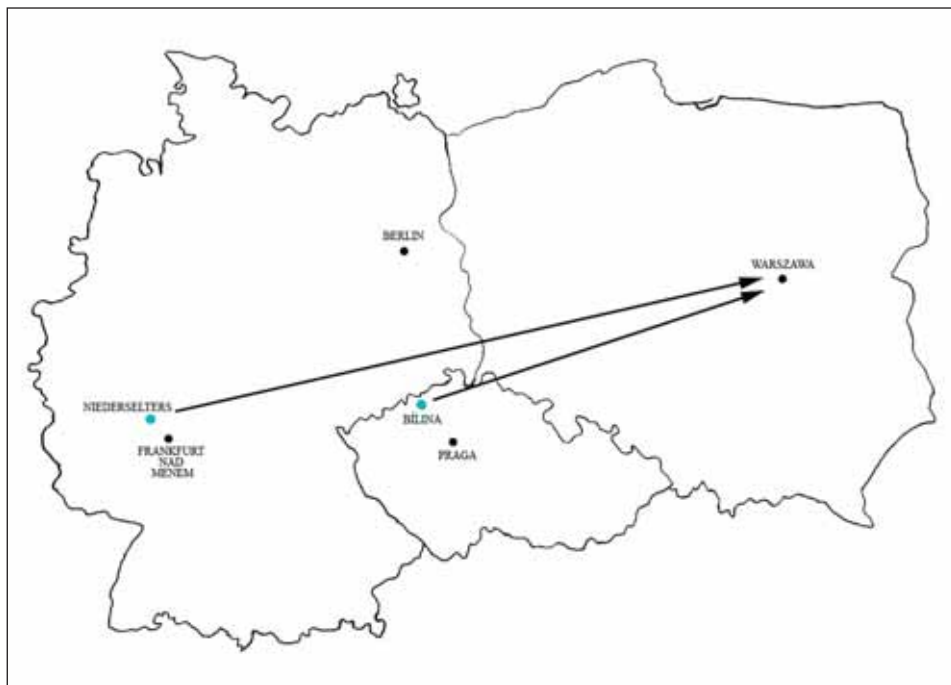 BERLIN
WARSZAWA
NIEDERSELTERS
BÍLINA
FRANKFURT
NAD
MENEM
PRAGA